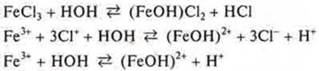 FeCl₃ + HOH ⇄ (FeOH)Cl₂ + HCl
Fe³⁺ + 3Cl⁺ + HOH ⇄ (FeOH)²⁺ + 3Cl⁻ + H⁺
Fe³⁺ + HOH ⇄ (FeOH)²⁺ + H⁺